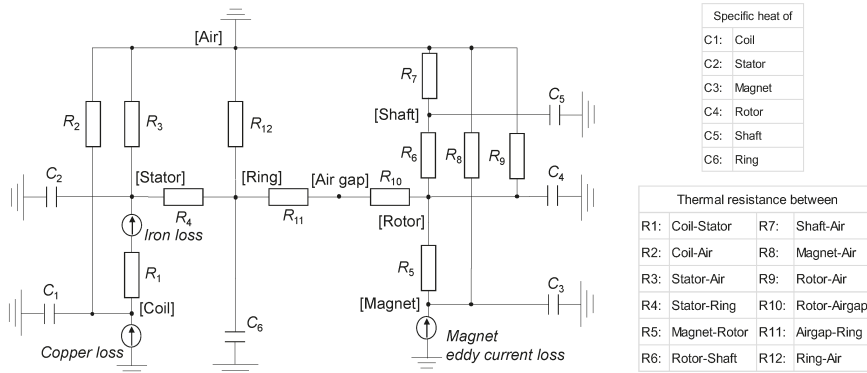 [Air]
R2
R3
R12
R7
C5
[Shaft]
R6
R8
R9
C2
[Stator]
[Ring]
[Air gap]
R10
C4
R4
R11
[Rotor]
Iron loss
R1
R5
C1
[Coil]
[Magnet]
C3
C6
Copper loss
Magnet
eddy current loss
Specific heat of
C1: Coil
C2: Stator
C3: Magnet
C4: Rotor
C5: Shaft
C6: Ring
Thermal resistance between
R1: Coil-Stator R7: Shaft-Air
R2: Coil-Air R8: Magnet-Air
R3: Stator-Air R9: Rotor-Air
R4: Stator-Ring R10: Rotor-Airgap
R5: Magnet-Rotor R11: Airgap-Ring
R6: Rotor-Shaft R12: Ring-Air